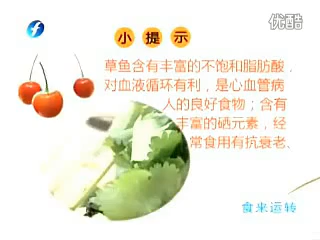 优酷
小提示
草鱼含有丰富的不饱和脂肪酸，
对血液循环有利，是心血管病
人的良好食物；含有
丰富的硒元素，经
常食用有抗衰老、
食来运转